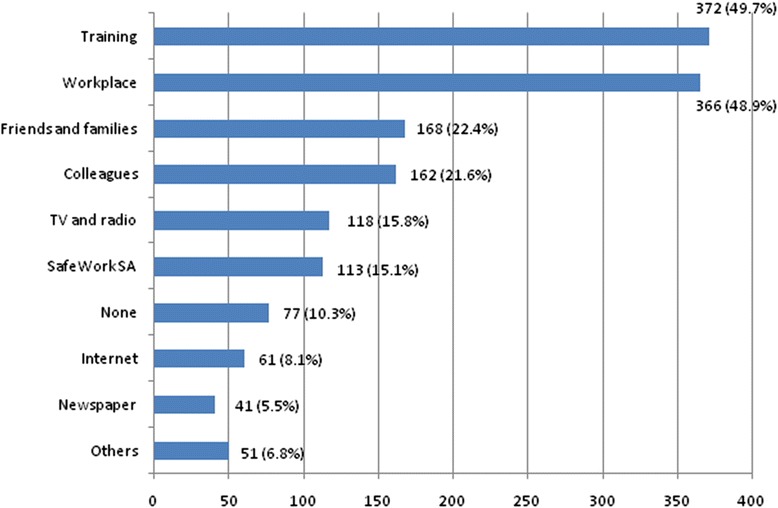 372 (49.7%)
Training
Workplace
366 (48.9%)
Friends and families 168 (22.4%)
Colleagues 162 (21.6%)
TV and radio 118 (15.8%)
SafeWorkSA 113 (15.1%)
None 77 (10.3%)
Internet 61 (8.1%)
Newspaper 41 (5.5%)
Others 51 (6.8%)
0 50 100 150 200 250 300 350 400